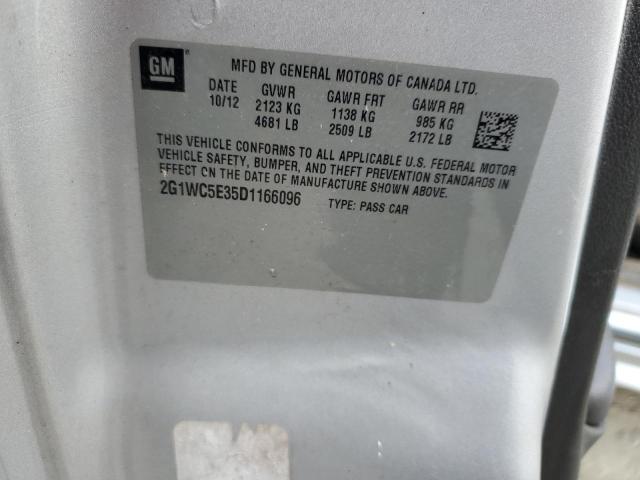 GM
MFD BY GENERAL MOTORS OF CANADA LTD.
DATE GVWR GAWR FRT GAWR RR
10/12 2123 KG 1138 KG 985 KG
4681 LB 2509 LB 2172 LB
THIS VEHICLE CONFORMS TO ALL APPLICABLE U.S. FEDERAL MOTOR
VEHICLE SAFETY, BUMPER, AND THEFT PREVENTION STANDARDS IN
EFFECT ON THE DATE OF MANUFACTURE SHOWN ABOVE.
2G1WC5E35D1166096 TYPE: PASS CAR